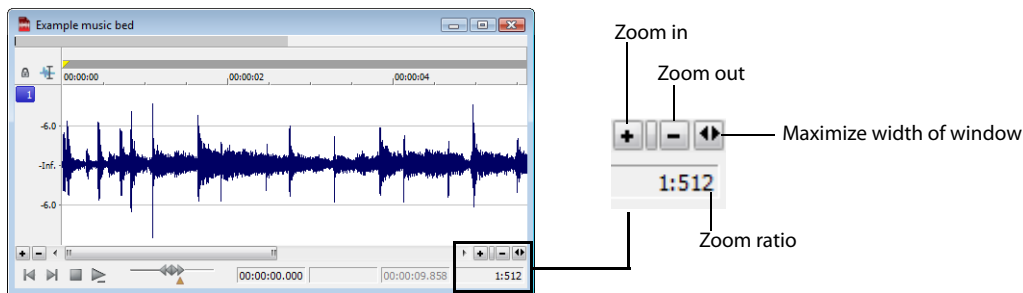 Example music bed
00:00:00
00:00:02
00:00:04
1
-6.0
-Inf.
-6.0
00:00:00.000
00:00:09.858
1:512
Zoom in
Zoom out
Maximize width of window
1:512
Zoom ratio